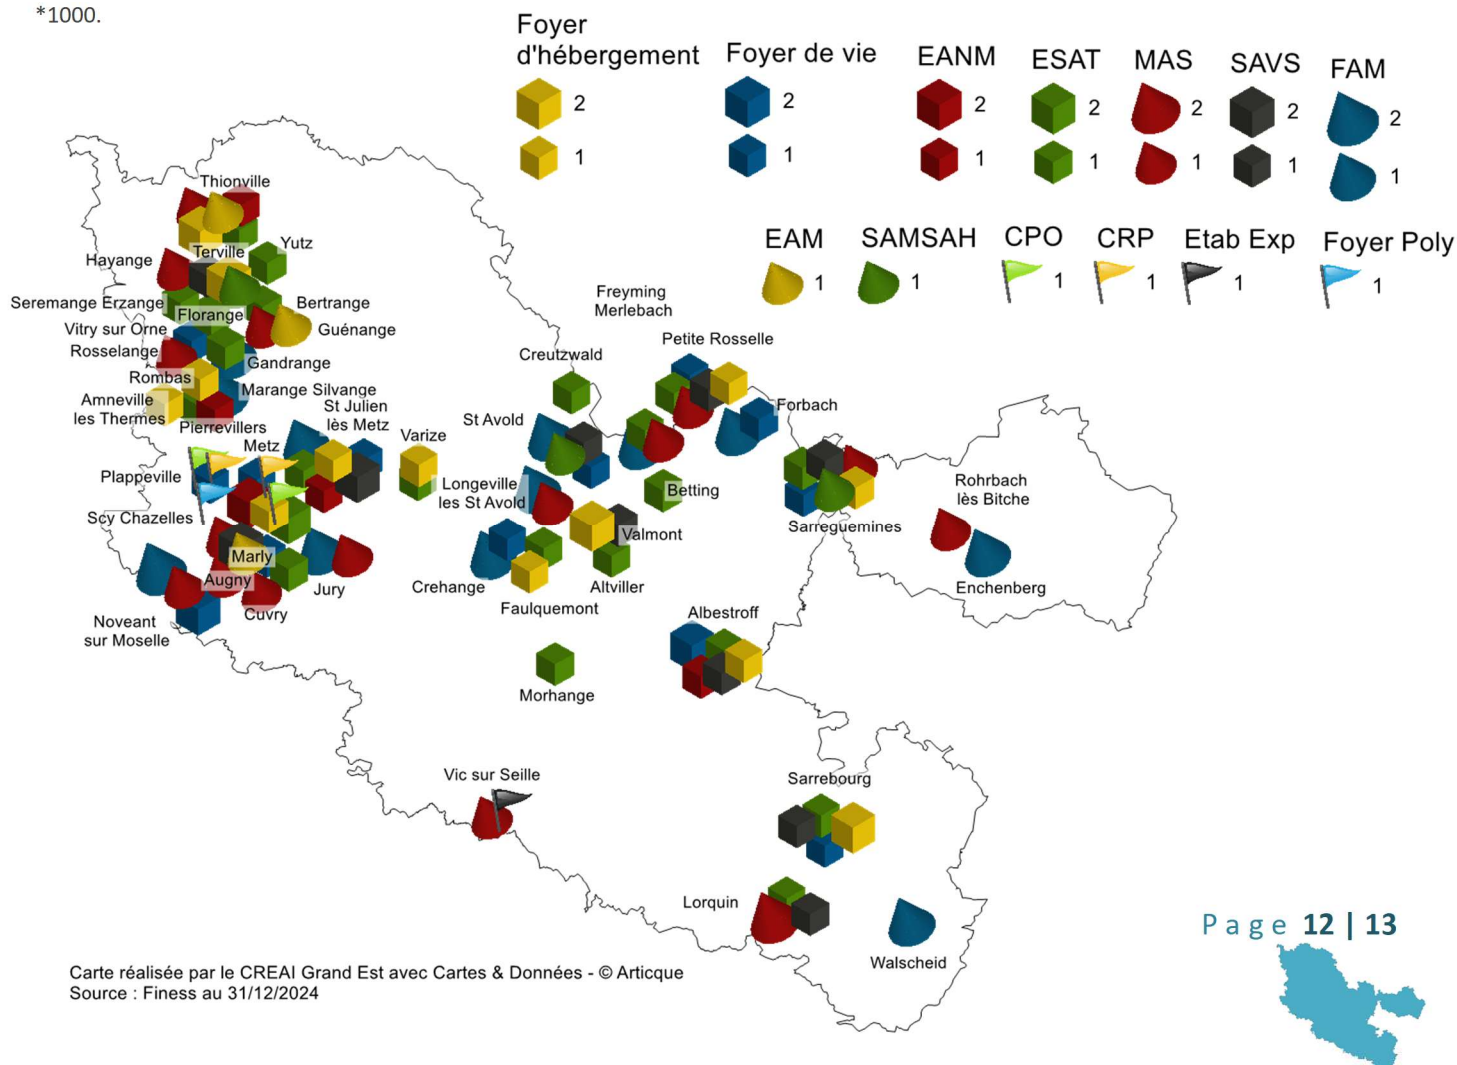 *1000.
Foyer
d'hébergement
2
1
Foyer de vie
2
1
EANM
2
1
ESAT
2
1
MAS
2
1
SAVS
2
1
FAM
2
1
EAM
1
SAMSAH
1
CPO
1
CRP
1
Etab Exp
1
Foyer Poly
1
Thionville
Terville
Yutz
Hayange
Seremange Erzange
Bertrange
Florange
Vitry sur Orne
Guénange
Rosselange
Gandrange
Rombas
Marange Silvange
Amneville
les Thermes
Pierrevillers
St Julien
lès Metz
Metz
Varize
Plappeville
Scy Chazelles
Marly
Augny
Jury
Cuvry
Noveant
sur Moselle
Freyming
Merlebach
Petite Rosselle
Creutzwald
Forbach
St Avold
Longeville
les St Avold
Betting
Valmont
Crehange
Altviller
Faulquemont
Morhange
Sarreguemines
Rohrbach
lès Bitche
Enchenberg
Albestroff
Vic sur Seille
Sarrebourg
Lorquin
Walscheid
Page 12 | 13
Carte réalisée par le CREAI Grand Est avec Cartes & Données - © Articque
Source : Finess au 31/12/2024